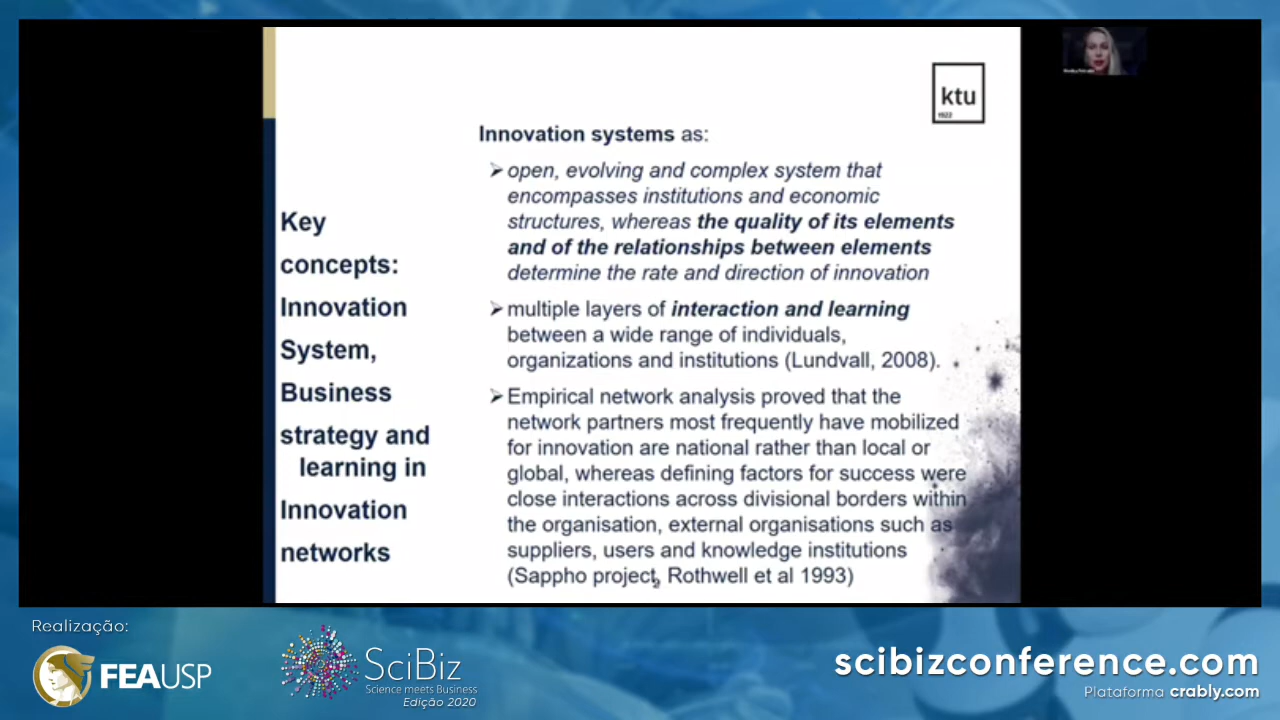 ktu
1922
Key
concepts:
Innovation
System,
Business
strategy and
learning in
Innovation
networks
Innovation systems as:
➢ open, evolving and complex system that
encompasses institutions and economic
structures, whereas the quality of its elements
and of the relationships between elements
determine the rate and direction of innovation
➢ multiple layers of interaction and learning
between a wide range of individuals,
organizations and institutions (Lundvall, 2008).
➢ Empirical network analysis proved that the
network partners most frequently have mobilized
for innovation are national rather than local or
global, whereas defining factors for success were
close interactions across divisional borders within
the organisation, external organisations such as
suppliers, users and knowledge institutions
(Sappho project, Rothwell et al 1993)
Realização:
FEAUSP
SciBiz
Science meets Business
Edição 2020
scibizconference.com
Plataforma crably.com